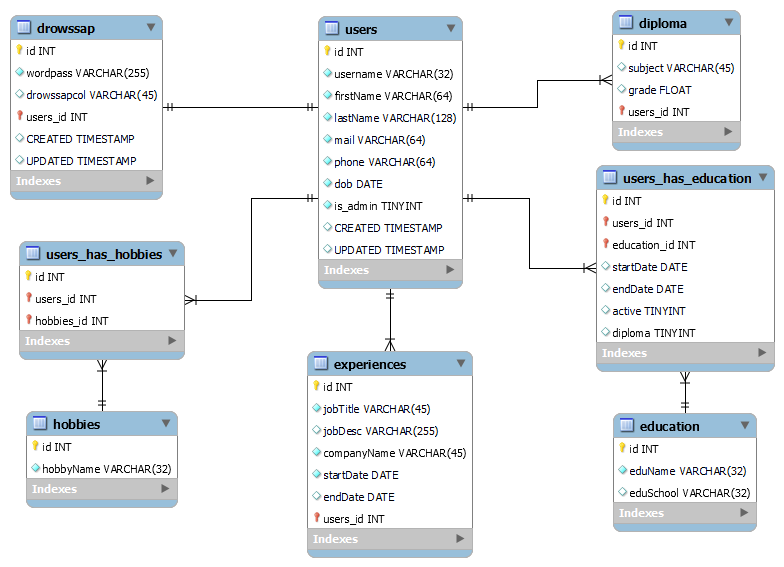 drowssap
id INT
wordpass VARCHAR(255)
drowssapcol VARCHAR(45)
users_id INT
CREATED TIMESTAMP
UPDATED TIMESTAMP
Indexes
users
id INT
username VARCHAR(32)
firstName VARCHAR(64)
lastName VARCHAR(128)
mail VARCHAR(64)
phone VARCHAR(64)
dob DATE
is_admin TINYINT
CREATED TIMESTAMP
UPDATED TIMESTAMP
Indexes
diploma
id INT
subject VARCHAR(45)
grade FLOAT
users_id INT
Indexes
users_has_education
id INT
users_id INT
education_id INT
startDate DATE
endDate DATE
active TINYINT
diploma TINYINT
Indexes
users_has_hobbies
id INT
users_id INT
hobbies_id INT
Indexes
experiences
id INT
jobTitle VARCHAR(45)
jobDesc VARCHAR(255)
companyName VARCHAR(45)
startDate DATE
endDate DATE
users_id INT
Indexes
hobbies
id INT
hobbyName VARCHAR(32)
Indexes
education
id INT
eduName VARCHAR(32)
eduSchool VARCHAR(32)
Indexes